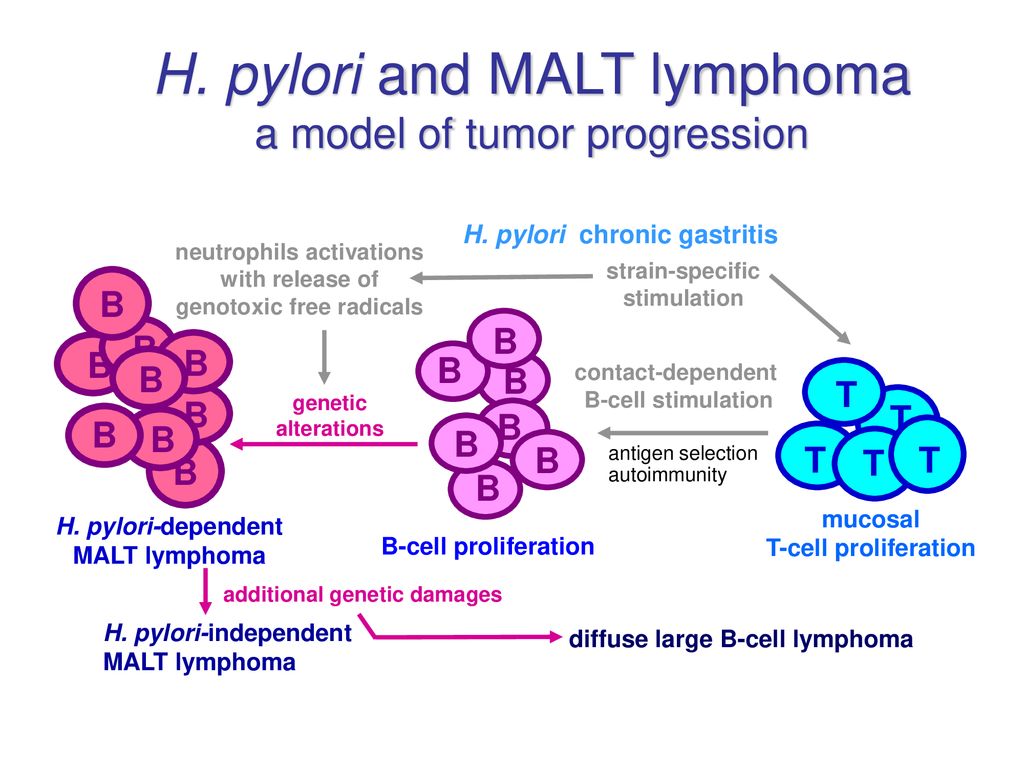 H. pylori and MALT lymphoma
a model of tumor progression
H. pylori chronic gastritis
neutrophils activations
with release of
genotoxic free radicals
strain-specific
stimulation
B
B
B
B
B
B
B
B
B
genetic
alterations
B
B
B
B
B
B
B
contact-dependent
B-cell stimulation
antigen selection
autoimmunity
T
T
T
T
T
H. pylori-dependent
MALT lymphoma
B-cell proliferation
mucosal
T-cell proliferation
additional genetic damages
H. pylori-independent
MALT lymphoma
diffuse large B-cell lymphoma